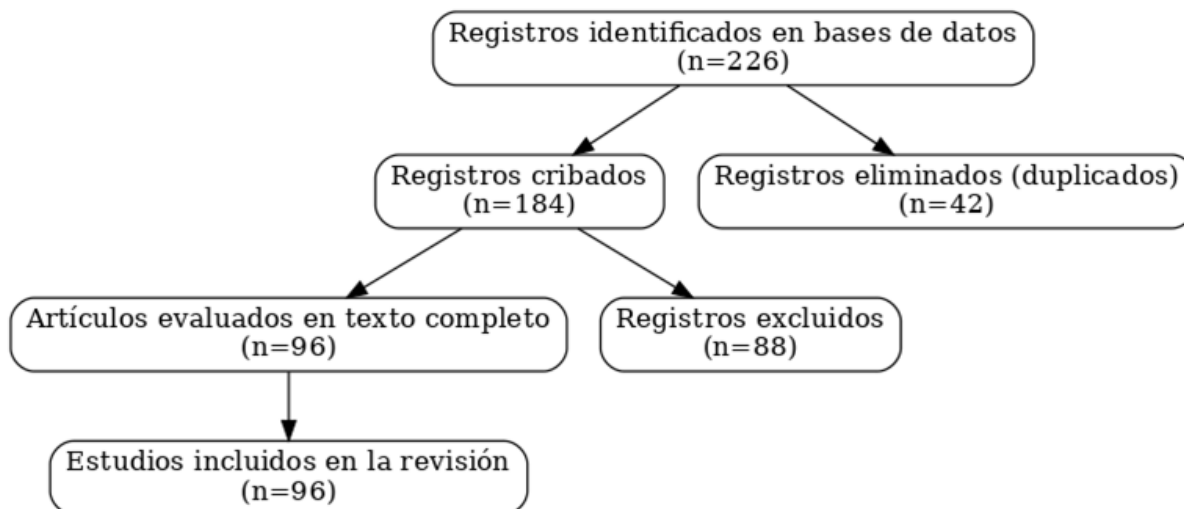 Registros identificados en bases de datos
(n=226)
Registros cribados
(n=184)
Registros eliminados (duplicados)
(n=42)
Artículos evaluados en texto completo
(n=96)
Registros excluidos
(n=88)
Estudios incluidos en la revisión
(n=96)